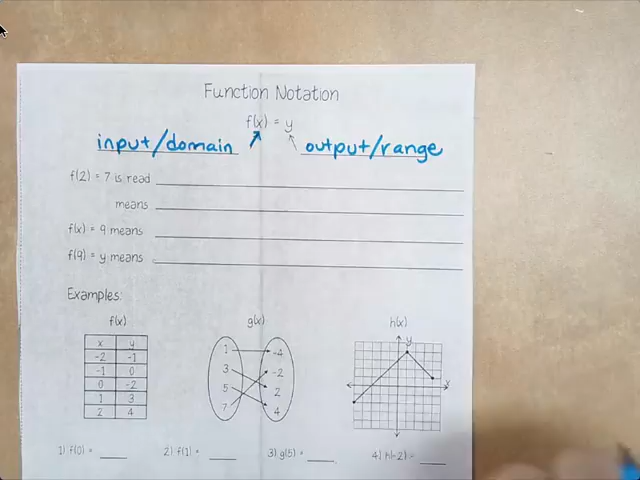 Function Notation
f(x) = y
input/domain output/range
f(2) = 7 is read
means
f(x) = 9 means
f(9) = y means
Examples:
f(x) g(x) h(x)
x y
-2 -1
-1 0
0 -2
1 3
2 4
1 -4
3 -2
5 2
7 4
y
x
1) f(0) = 2) f(1) = 3) g(5) = 4) h(-2) =